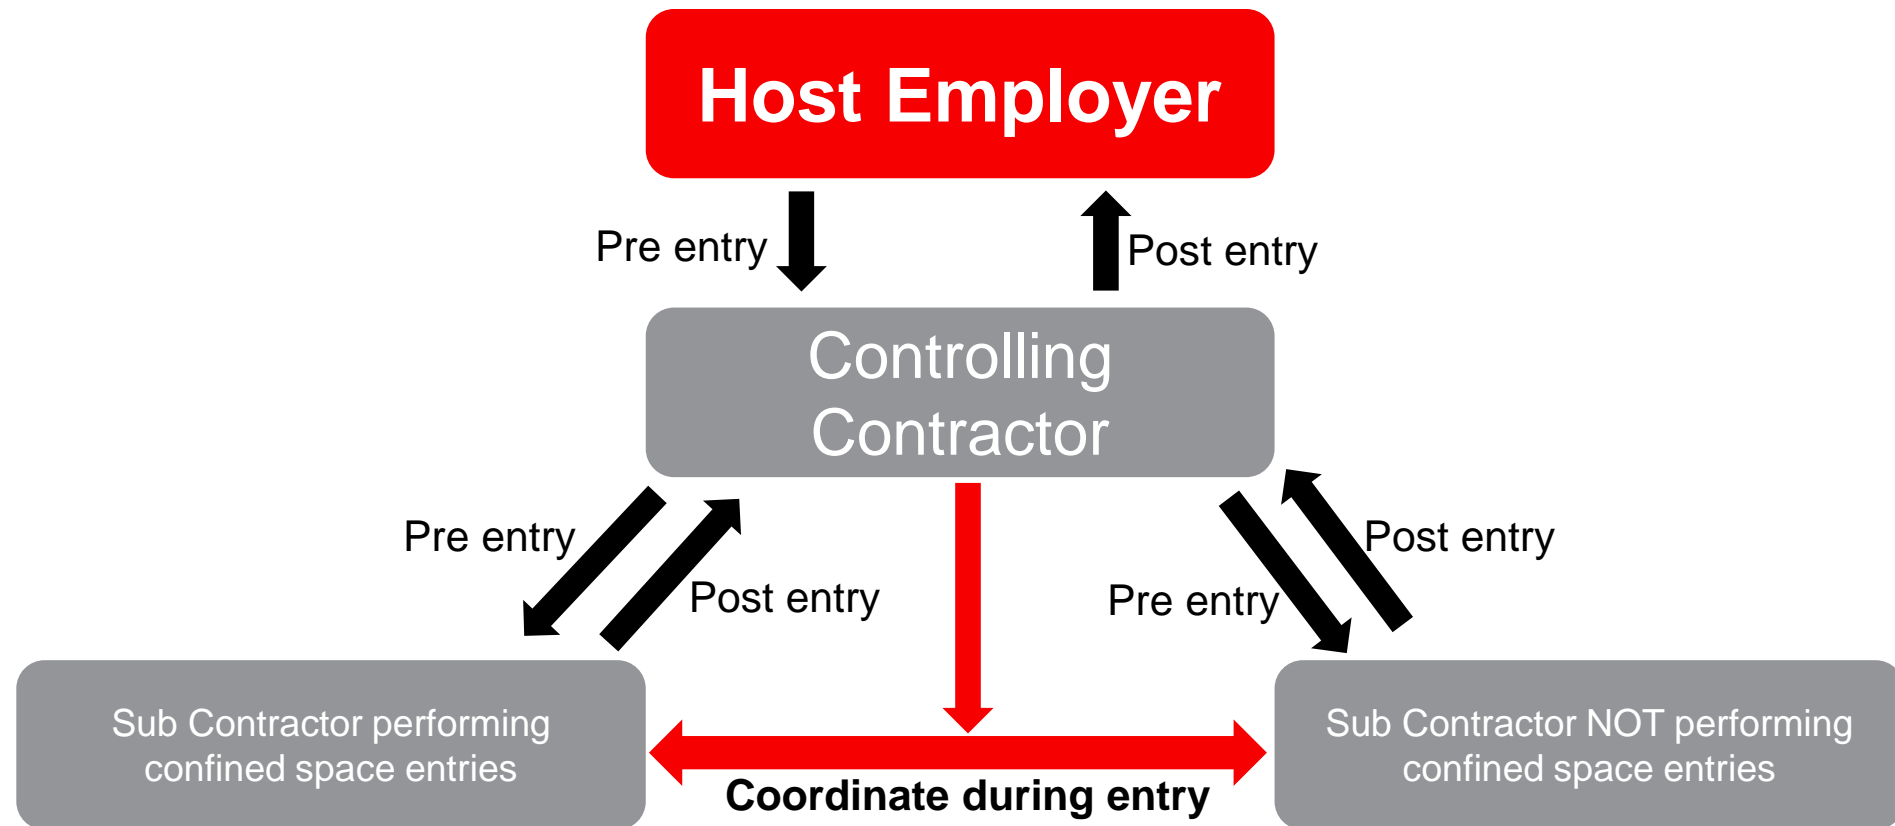 Host Employer
Pre entry
Post entry
Controlling
Contractor
Pre entry
Post entry
Post entry
Pre entry
Sub Contractor performing
confined space entries
Sub Contractor NOT performing
confined space entries
Coordinate during entry